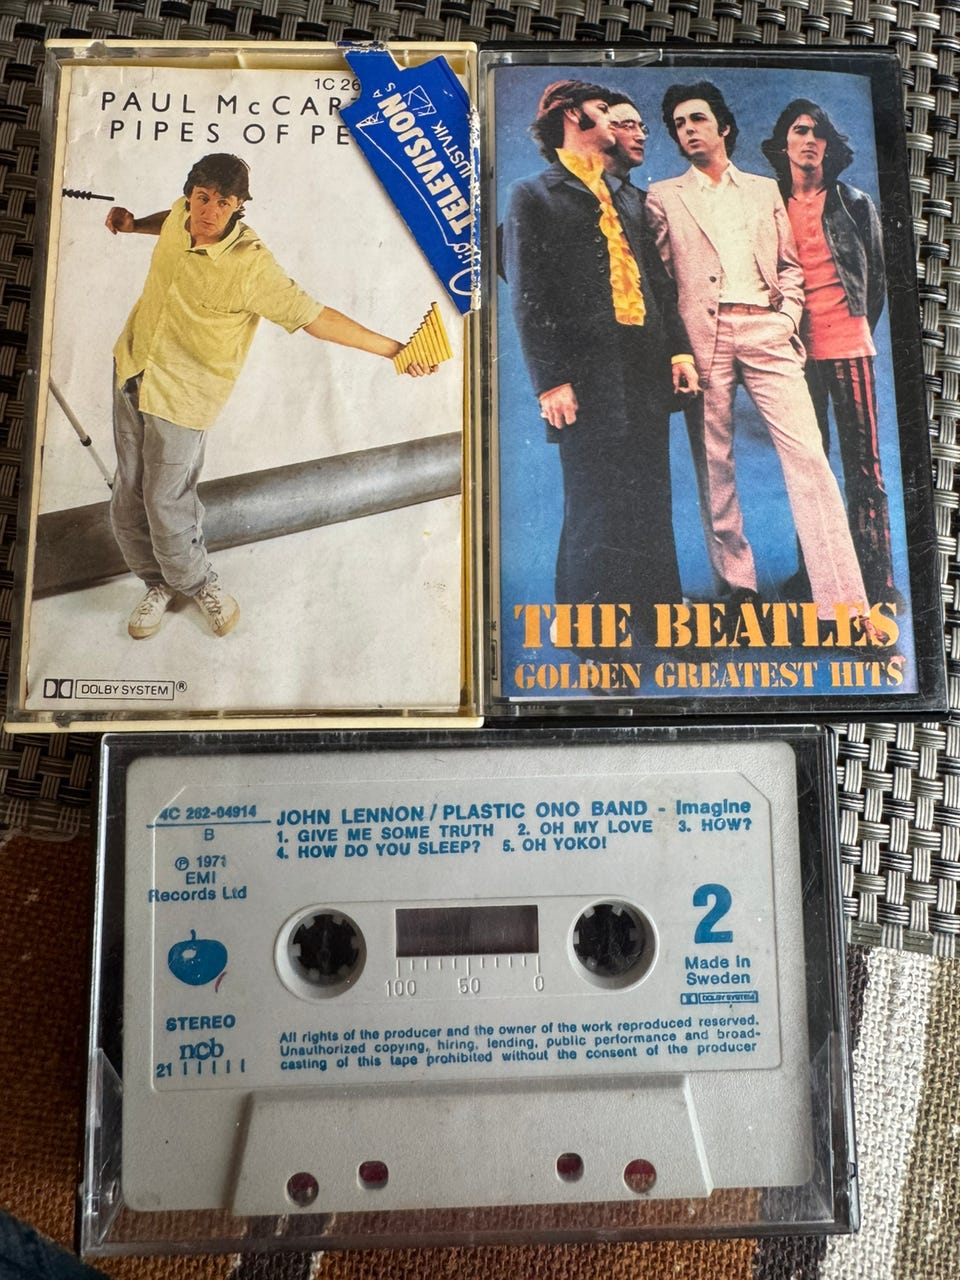 1C 26
PAUL McCAR
PIPES OF PE
TELEVISION
DOLBY SYSTEM ®
THE BEATLES
GOLDEN GREATEST HITS
4C 262-04914
B
℗ 1971
EMI
Records Ltd
JOHN LENNON / PLASTIC ONO BAND - Imagine
1. GIVE ME SOME TRUTH 2. OH MY LOVE 3. HOW?
4. HOW DO YOU SLEEP? 5. OH YOKO!
2
Made in
Sweden
DOLBY SYSTEM
100 50 0
STEREO
ncb
21
All rights of the producer and the owner of the work reproduced reserved.
Unauthorized copying, hiring, lending, public performance and broad-
casting of this tape prohibited without the consent of the producer